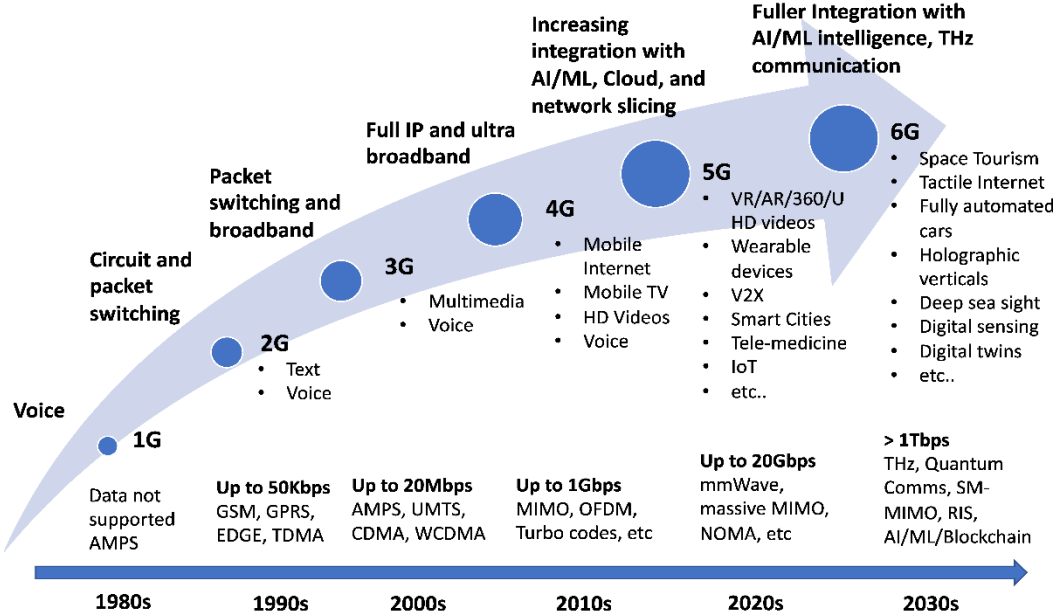 Voice
1G
Data not
supported
AMPS
1980s
Circuit and
packet
switching
2G
• Text
• Voice
Up to 50Kbps
GSM, GPRS,
EDGE, TDMA
1990s
Packet
switching and
broadband
3G
• Multimedia
• Voice
Up to 20Mbps
AMPS, UMTS,
CDMA, WCDMA
2000s
Full IP and ultra
broadband
4G
• Mobile
Internet
• Mobile TV
• HD Videos
• Voice
Up to 1Gbps
MIMO, OFDM,
Turbo codes, etc
2010s
Increasing
integration with
AI/ML, Cloud, and
network slicing
5G
• VR/AR/360/U
HD videos
• Wearable
devices
• V2X
• Smart Cities
• Tele-medicine
• IoT
• etc..
Up to 20Gbps
mmWave,
massive MIMO,
NOMA, etc
2020s
Fuller Integration with
AI/ML intelligence, THz
communication
6G
• Space Tourism
• Tactile Internet
• Fully automated
cars
• Holographic
verticals
• Deep sea sight
• Digital sensing
• Digital twins
• etc..
> 1Tbps
THz, Quantum
Comms, SM-
MIMO, RIS,
AI/ML/Blockchain
2030s